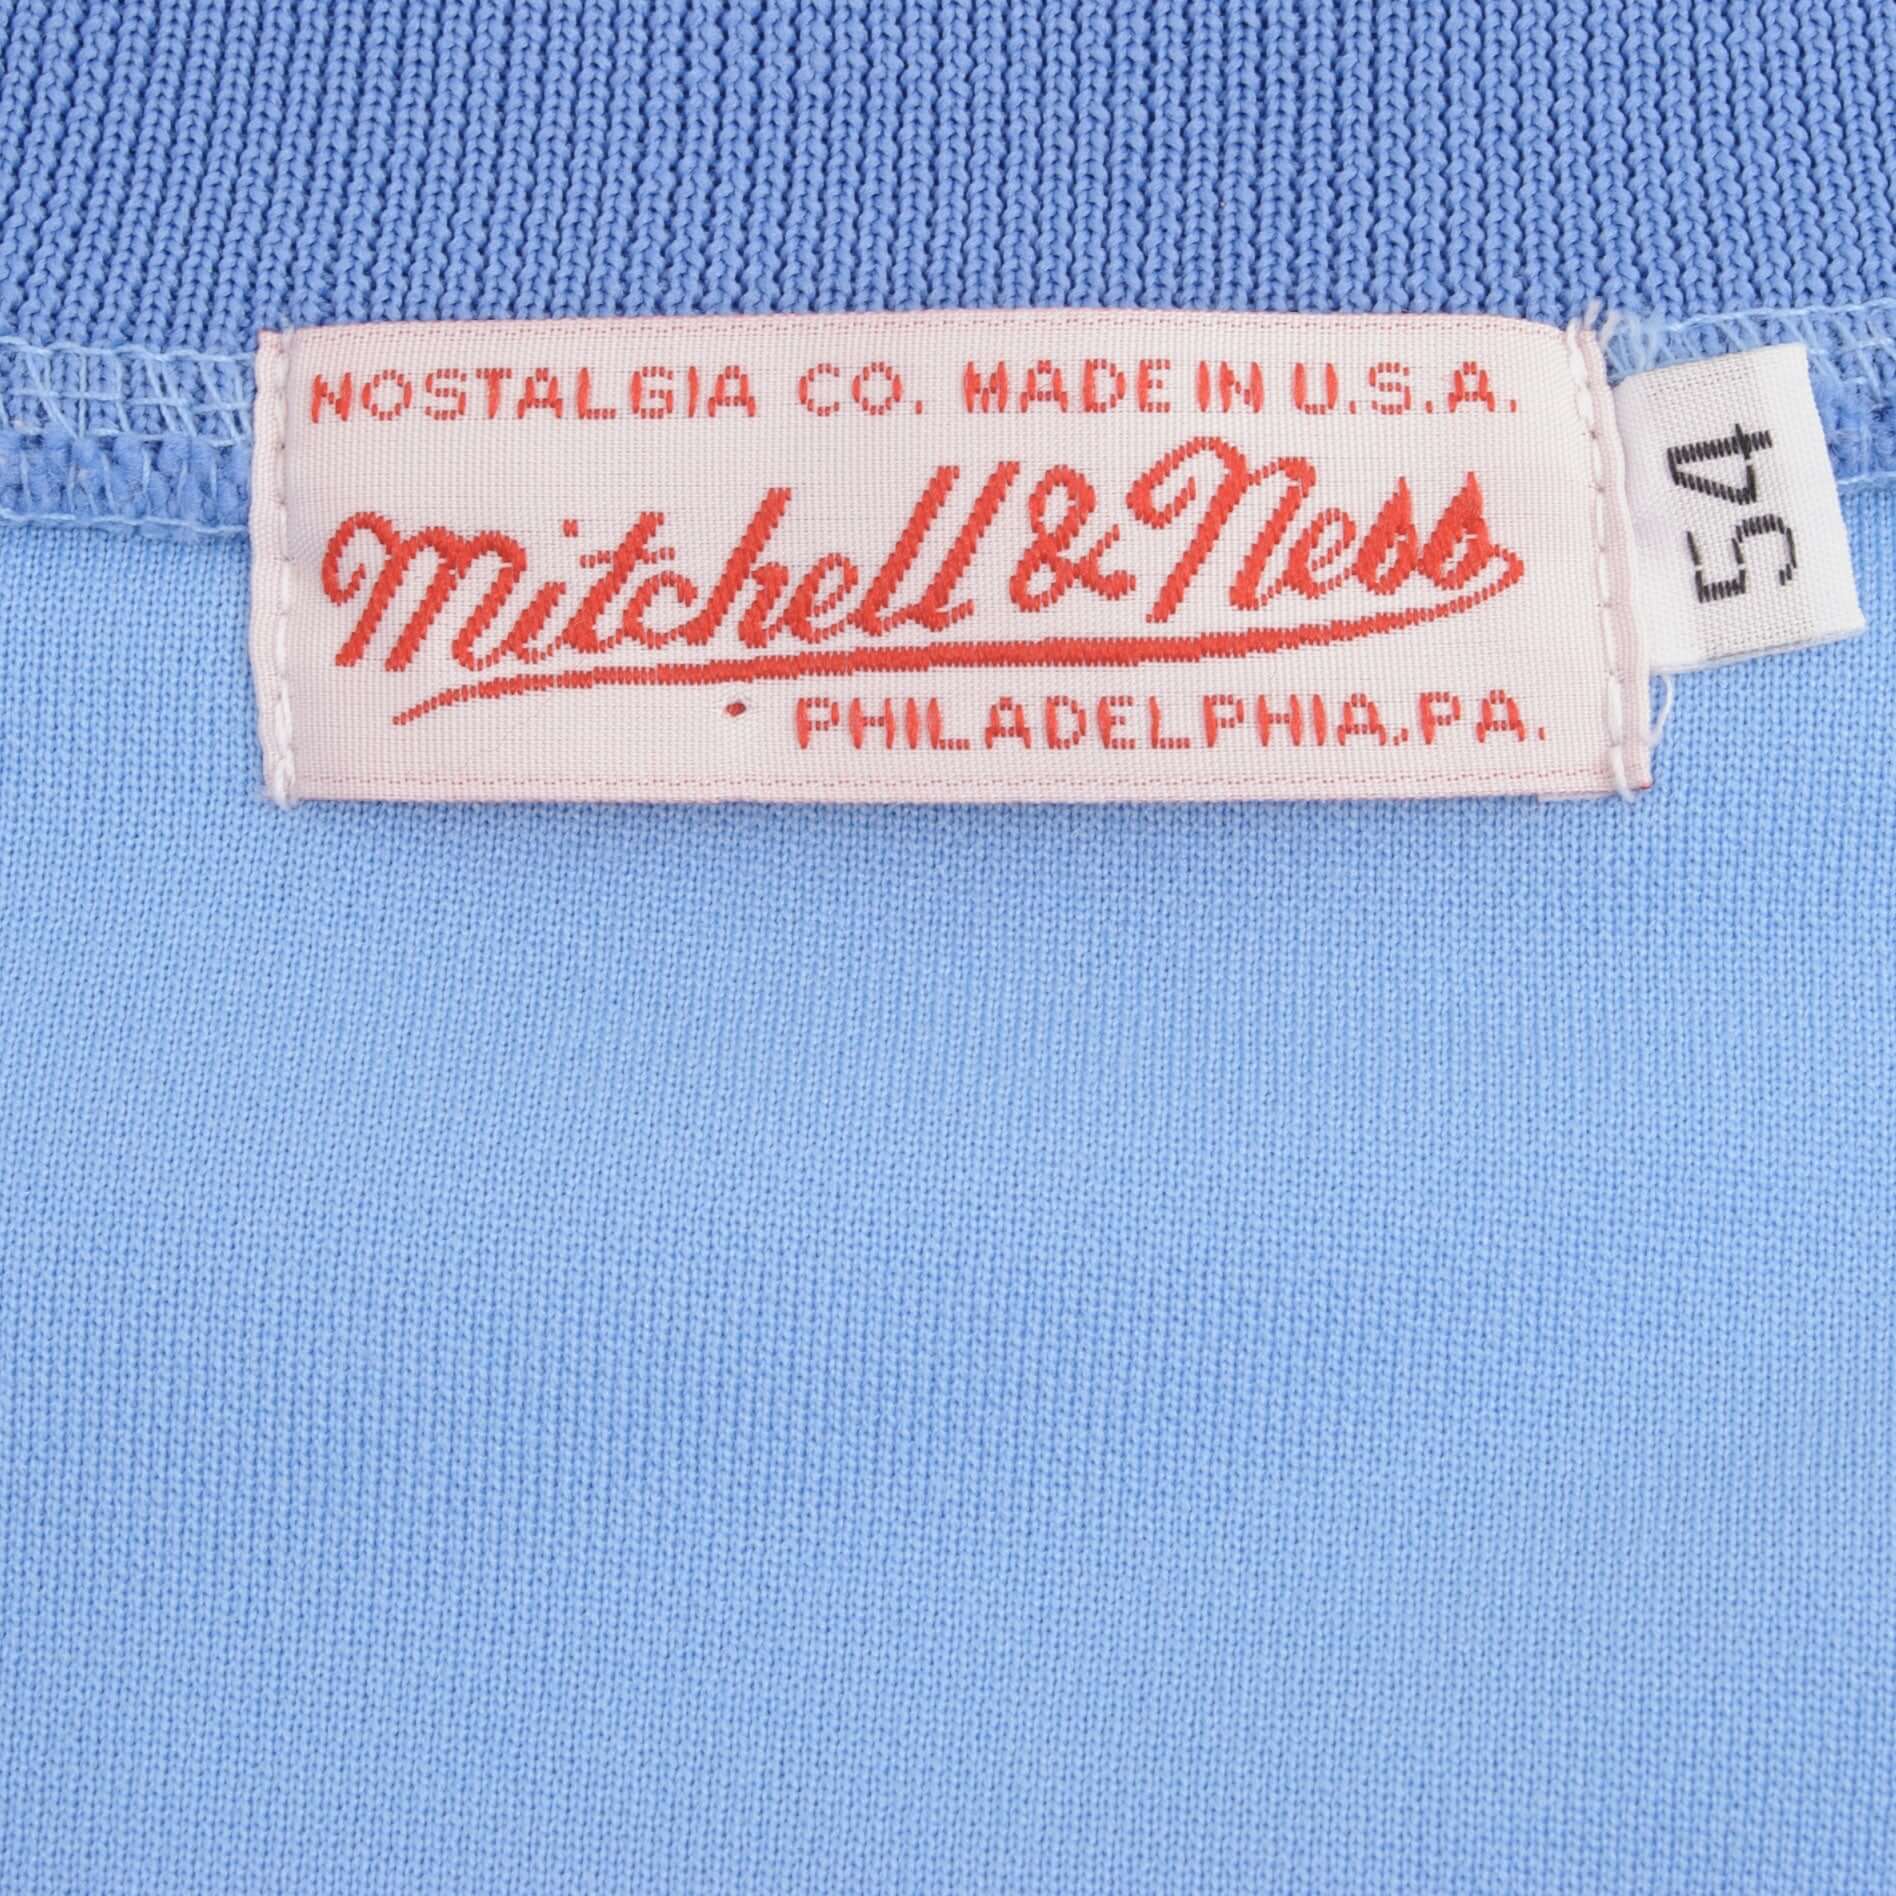 NOSTALGIA CO. MADE IN U.S.A.
Mitchell & Ness
PHILADELPHIA, PA.
54